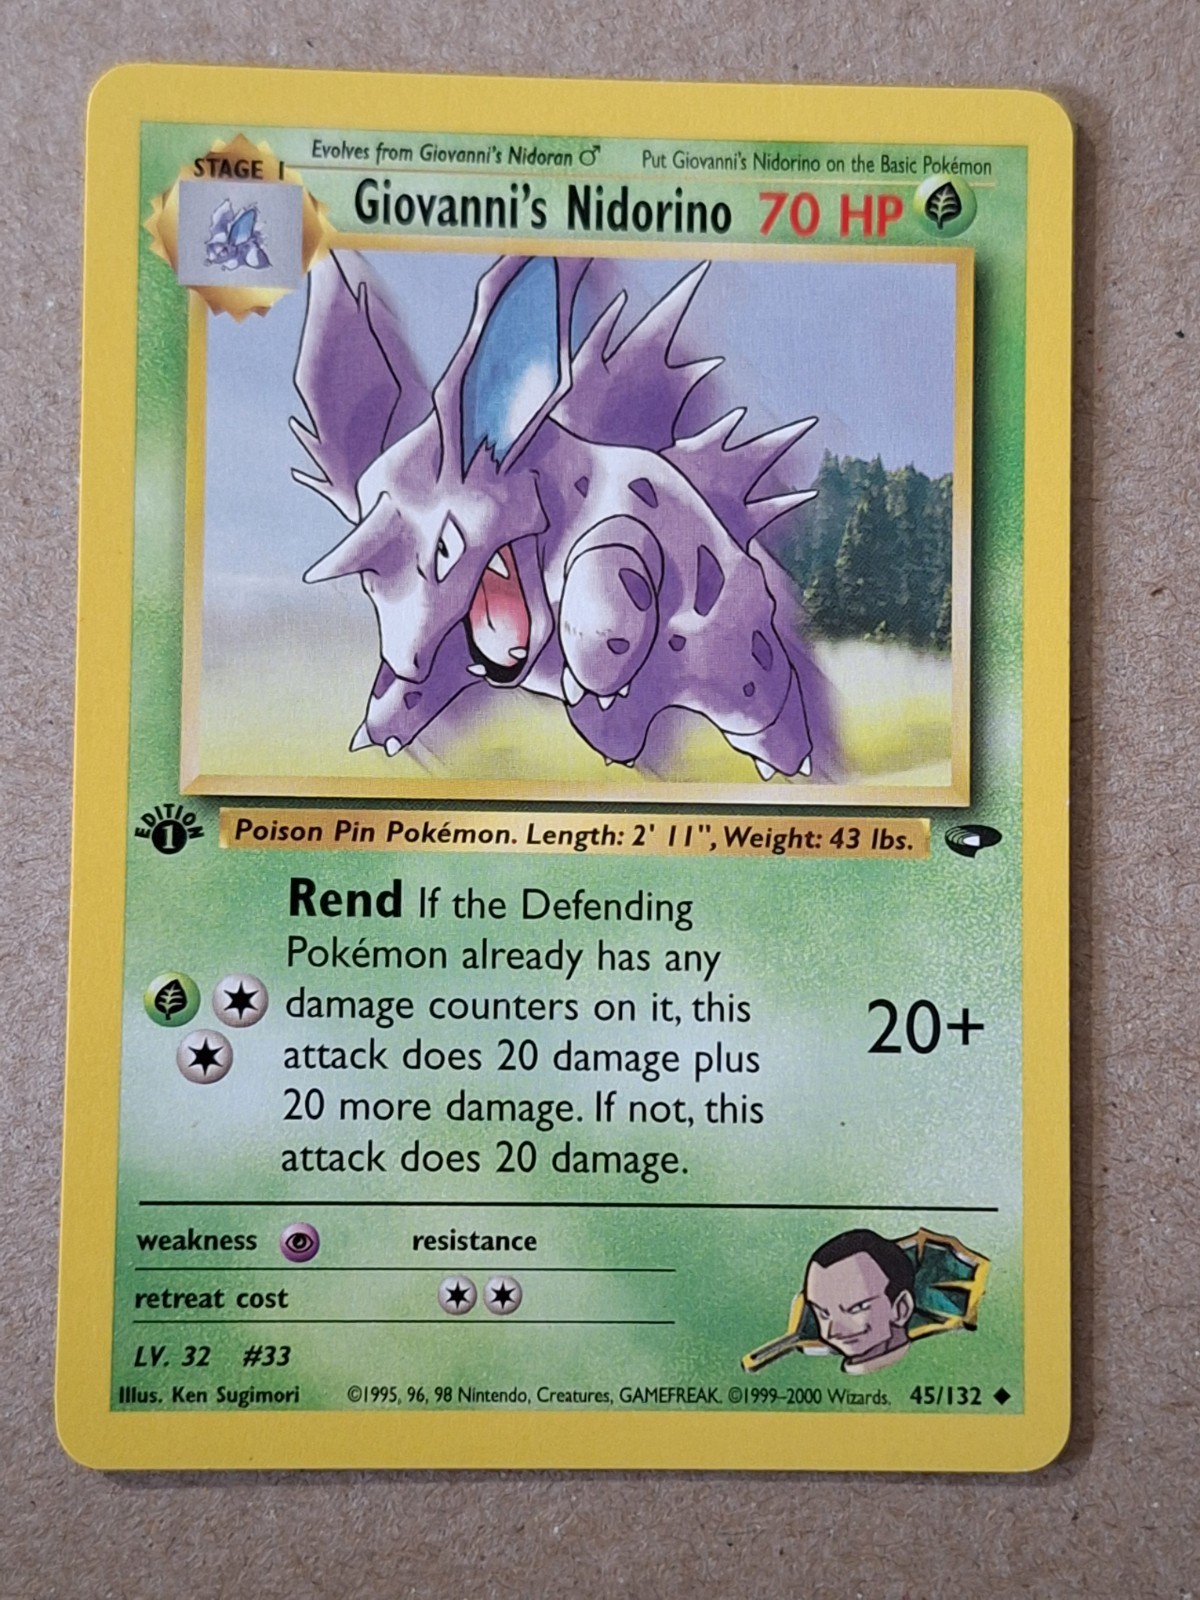 Evolves from Giovanni's Nidoran ♂ Put Giovanni's Nidorino on the Basic Pokémon
STAGE 1
Giovanni's Nidorino 70 HP
EDITION
1
Poison Pin Pokémon. Length: 2' 11", Weight: 43 lbs.
Rend If the Defending
Pokémon already has any
damage counters on it, this
attack does 20 damage plus
20 more damage. If not, this
attack does 20 damage.
20+
weakness resistance
retreat cost
LV. 32 #33
Illus. Ken Sugimori ©1995, 96, 98 Nintendo, Creatures, GAMEFREAK. ©1999–2000 Wizards. 45/132 ◆